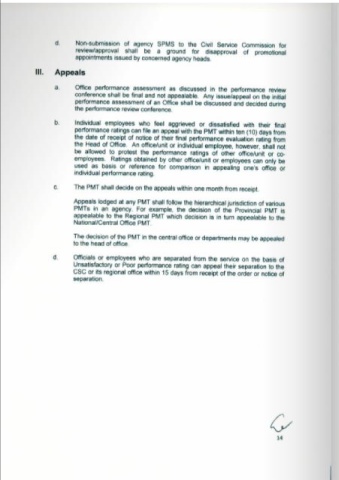 d. Non-submission of agency SPMS to the Civil Service Commission for
review/approval shall be a ground for disapproval of promotional
appointments issued by concerned agency heads.
III. Appeals
a. Office performance assessment as discussed in the performance review
conference shall be final and not appealable. Any issue/appeal on the initial
performance assessment of an Office shall be discussed and decided during
the performance review conference.
b. Individual employees who feel aggrieved or dissatisfied with their final
performance ratings can file an appeal with the PMT within ten (10) days from
the date of receipt of notice of their final performance evaluation rating from
the Head of Office. An office/unit or individual employee, however, shall not
be allowed to protest the performance ratings of other office/unit or co-
employees. Ratings obtained by other office/unit or employees can only be
used as basis or reference for comparison in appealing one's office or
individual performance rating.
c. The PMT shall decide on the appeals within one month from receipt.
Appeals lodged at any PMT shall follow the hierarchical jurisdiction of various
PMTs in an agency. For example, the decision of the Provincial PMT is
appealable to the Regional PMT which decision is in turn appealable to the
National/Central Office PMT.
The decision of the PMT in the central office or departments may be appealed
to the head of office.
d. Officials or employees who are separated from the service on the basis of
Unsatisfactory or Poor performance rating can appeal their separation to the
CSC or its regional office within 15 days from receipt of the order or notice of
separation.
14